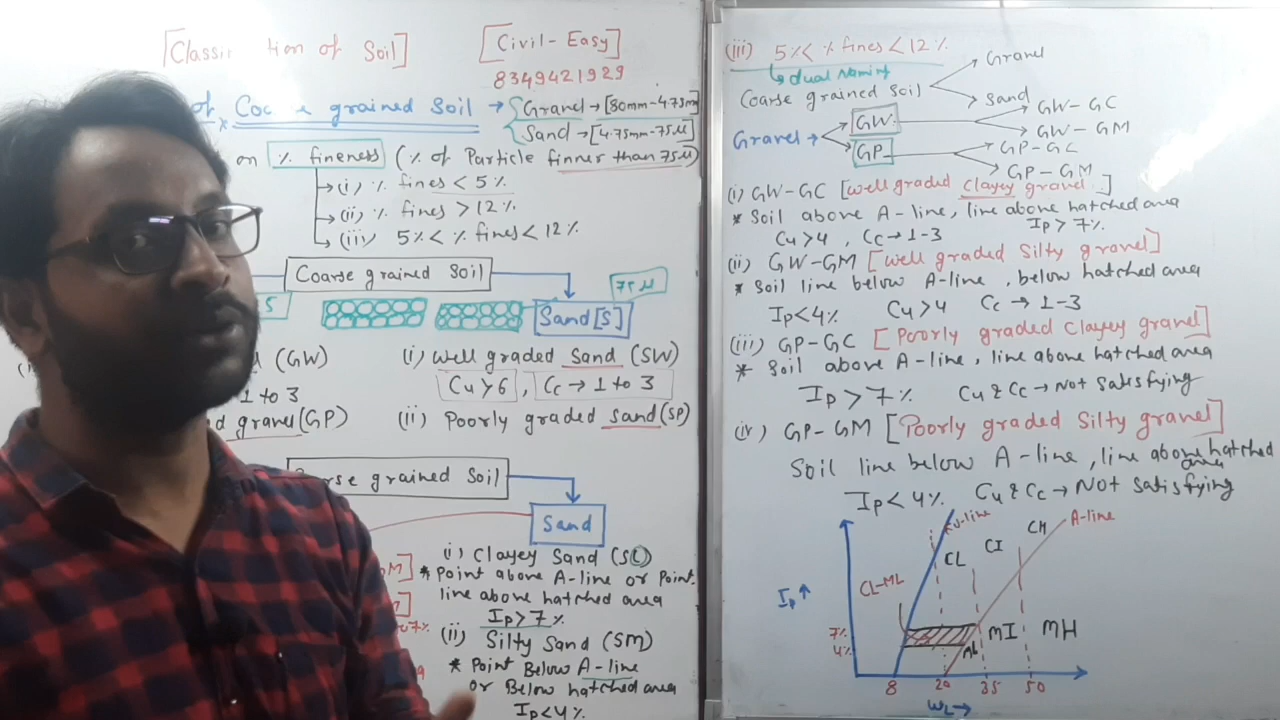 [Classi tion of Soil]
[Civil-Easy]
8349421929
of Coc e grained Soil → Gravel → [80mm-4.75mm]
* Sand → [4.75mm-75μ]
on % fineness (% of Particle finner than 75μ)
(i) % fines < 5%
(ii) % fines > 12%
(iii) 5% < % fines < 12%
Coarse grained Soil
75μ
Sand[S]
(GW)
1 to 3
gravel(GP)
(i) well graded Sand (SW)
Cu>6, Cc → 1 to 3
(ii) Poorly graded Sand(SP)
rse grained Soil
Sand
(i) Clayey Sand (SC)
* Point above A-line or Point
line above hatched area
Ip>7%
(ii) Silty Sand (SM)
* Point Below A-line
or Below hatched area
Ip<4%
(iii) 5% < % fines < 12%
dual Naming
Coarse grained Soil
Gravel
Sand
Gravel →
GW
GW-GC
GW-GM
GP
GP-GC
GP-GM
(i) GW-GC [well graded Clayey gravel]
* Soil above A-line, line above hatched area
Cu>4, Cc→1-3 Ip>7%
(ii) GW-GM [well graded Silty gravel]
* Soil line below A-line, below hatched area
Ip<4% Cu>4 Cc → 1-3
(iii) GP-GC [Poorly graded Clayey gravel]
* Soil above A-line, line above hatched area
Ip > 7% Cu & Cc → Not Satisfying
(iv) GP-GM [Poorly graded Silty gravel]
Soil line below A-line, line above hatched area
Ip < 4% Cu & Cc → Not Satisfying
U-line
A-line
CH
CI
CL
CL-ML
Ip↑
7%
4%
MI
MH
ML
8 20 35 50
WL→